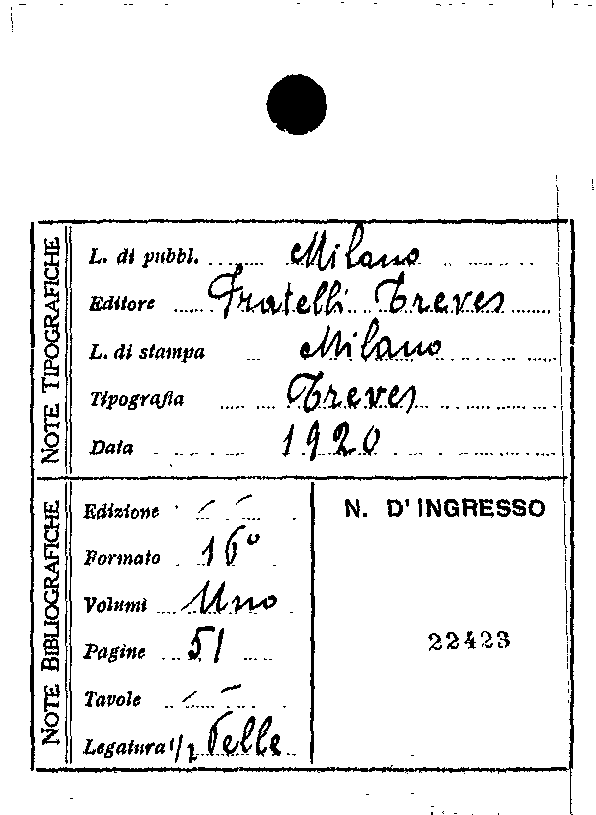 NOTE TIPOGRAFICHE
L. di pubbl. Milano
Editore Fratelli Treves
L. di stampa Milano
Tipografia Treves
Data 1920
NOTE BIBLIOGRAFICHE
Edizione - -
Formato 16°
Volumi Uno
Pagine 51
Tavole - -
Legatura 1/2 Pelle
N. D'INGRESSO
22423